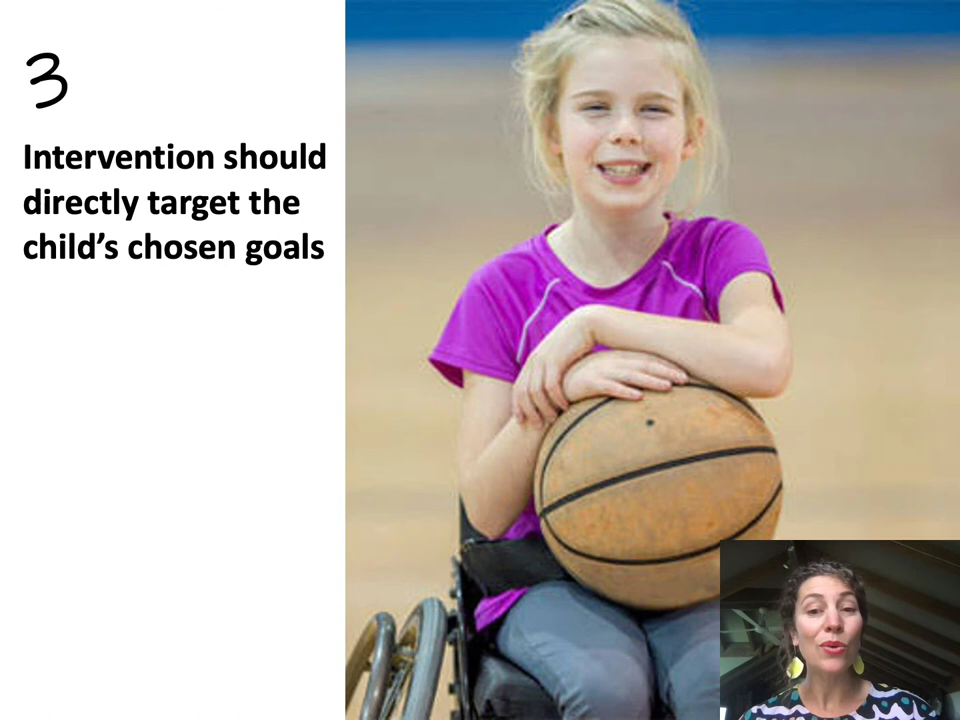 3
Intervention should
directly target the
child’s chosen goals